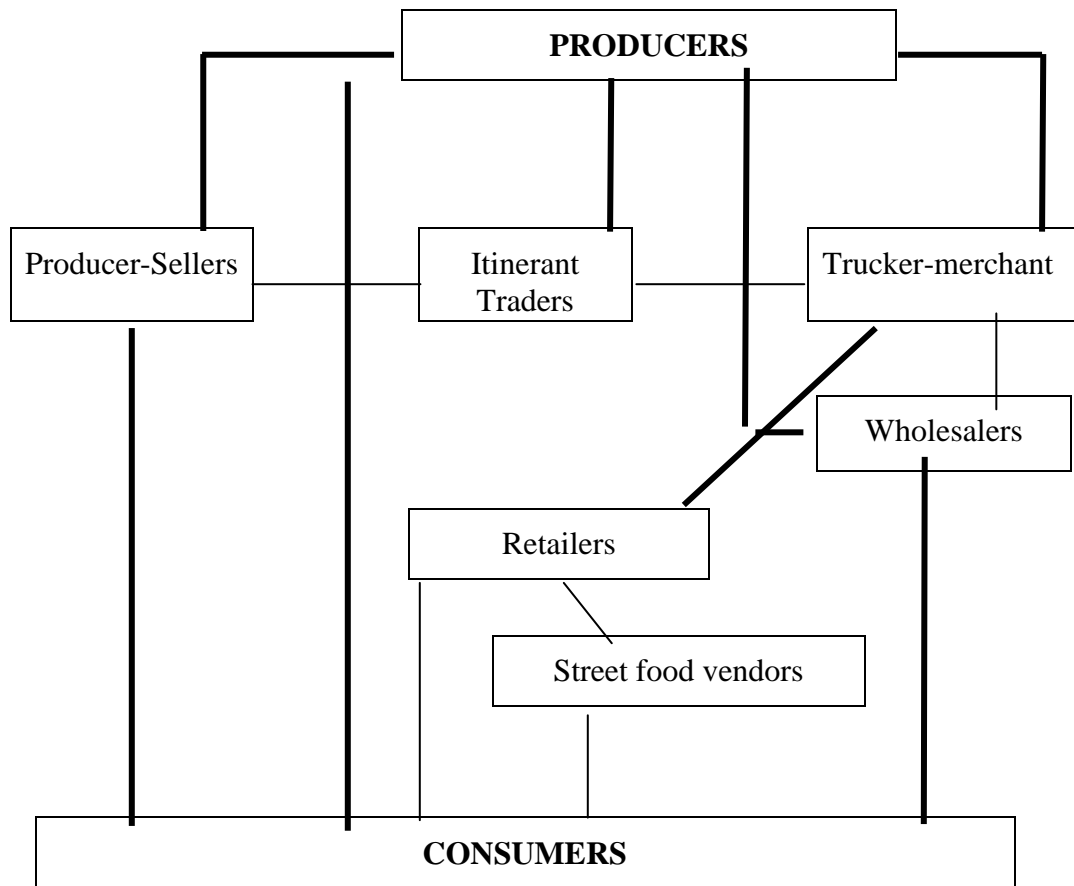 PRODUCERS
Producer-Sellers
Itinerant
Traders
Trucker-merchant
Wholesalers
Retailers
Street food vendors
CONSUMERS